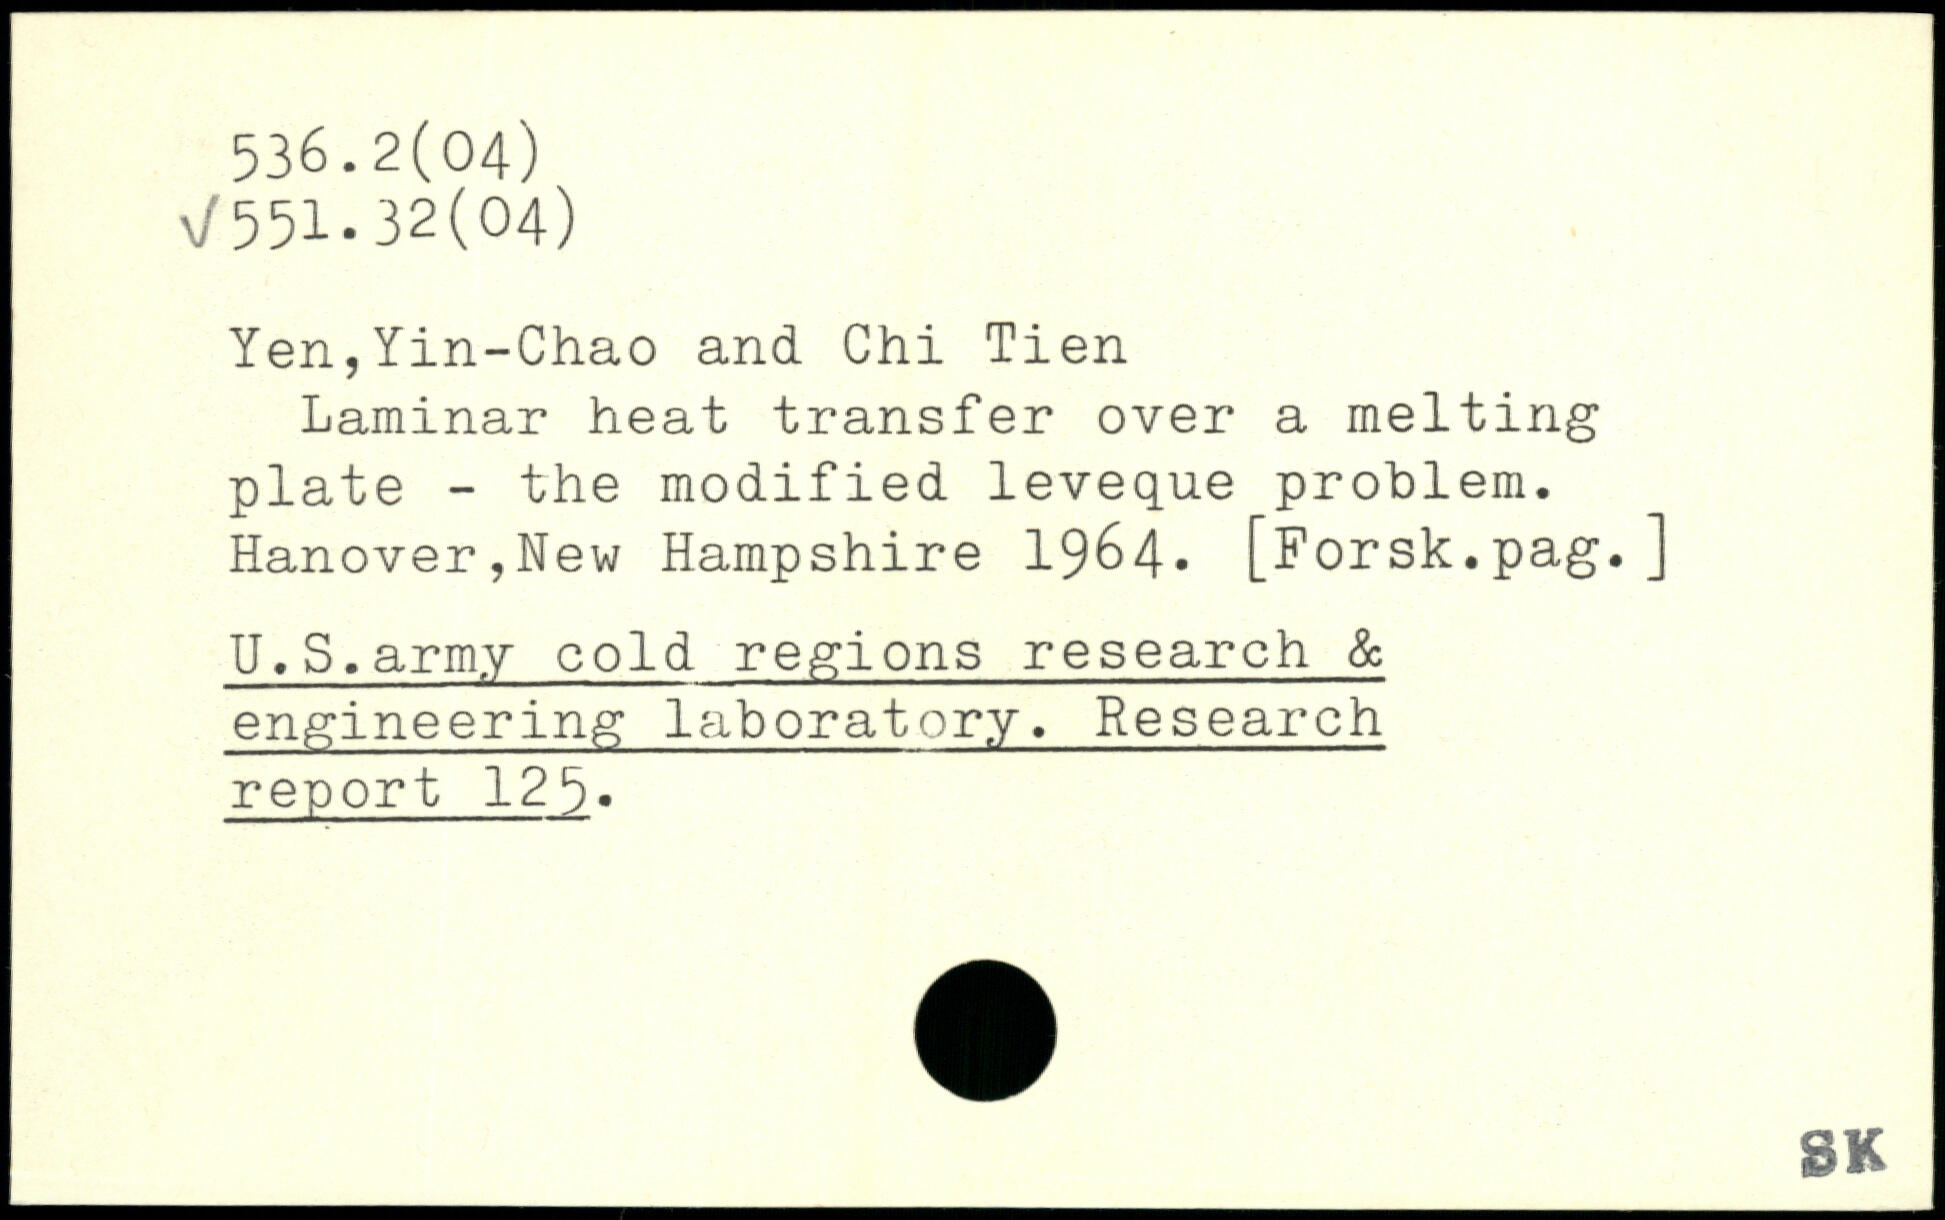 536.2(04)
√551.32(04)
Yen,Yin-Chao and Chi Tien
Laminar heat transfer over a melting
plate - the modified leveque problem.
Hanover,New Hampshire 1964. [Forsk.pag.]
U.S.army cold regions research &
engineering laboratory. Research
report 125.
SK